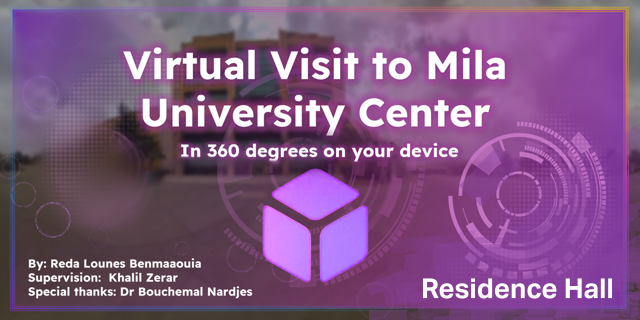 Virtual Visit to Mila
University Center
In 360 degrees on your device
By: Reda Lounes Benmaaouia
Supervision:  Khalil Zerar
Special thanks: Dr Bouchemal Nardjes
Residence Hall